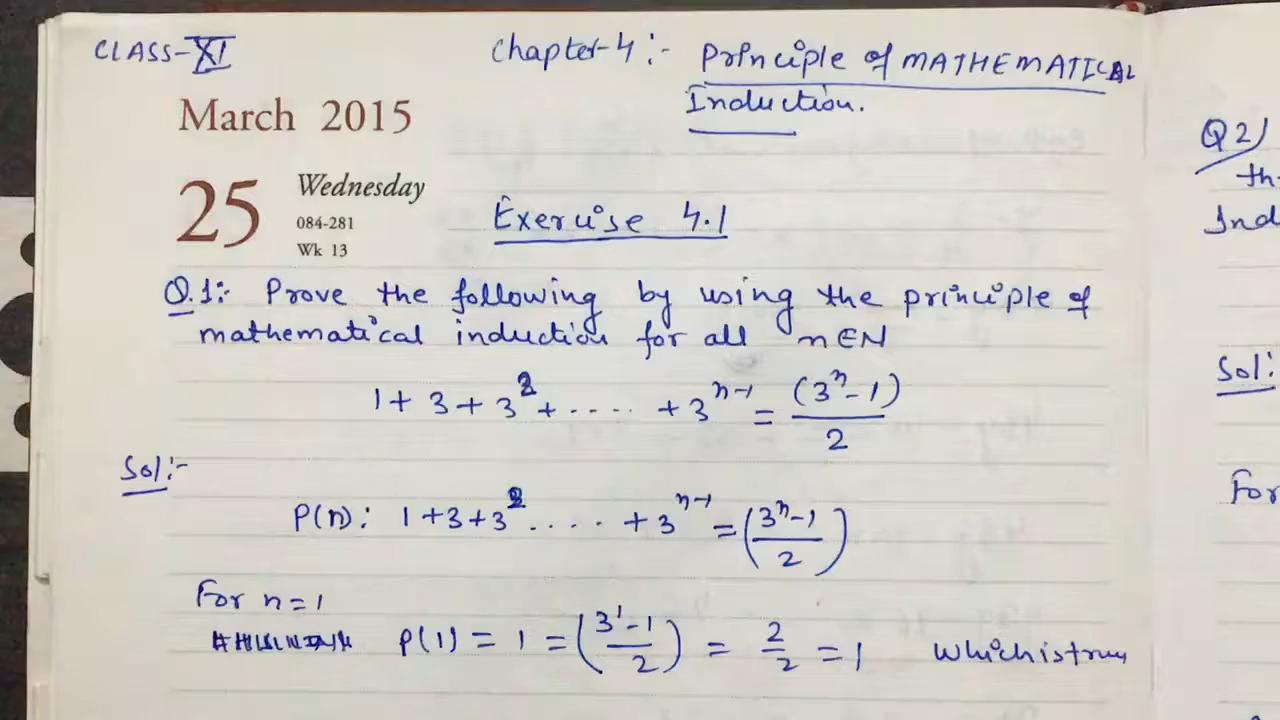 CLASS-XI
Chapter-4:- Principle of MATHEMATICAL
Induction.
March 2015
25 Wednesday
084-281
Wk 13
Exercise 4.1
Q.1:- Prove the following by using the principle of
mathematical induction for all n∈N
1 + 3 + 3² + ..... + 3ⁿ⁻¹ = (3ⁿ-1)/2
Sol:-
P(n): 1+3+3² ..... + 3ⁿ⁻¹ = (3ⁿ-1/2)
For n=1
P(1) = 1 = (3¹-1/2) = 2/2 = 1 which is true
Q2)
th
Ind
Sol:
For